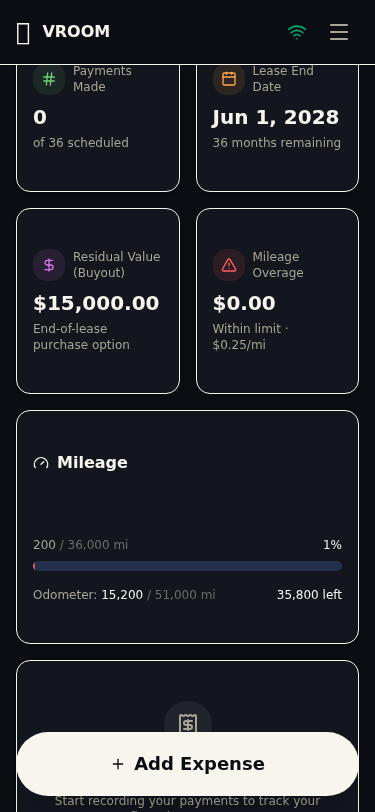 VROOM
Payments
Made
0
of 36 scheduled
Lease End
Date
Jun 1, 2028
36 months remaining
Residual Value
(Buyout)
$15,000.00
End-of-lease
purchase option
Mileage
Overage
$0.00
Within limit ·
$0.25/mi
Mileage
200 / 36,000 mi
1%
Odometer: 15,200 / 51,000 mi
35,800 left
+ Add Expense
Start recording your payments to track your